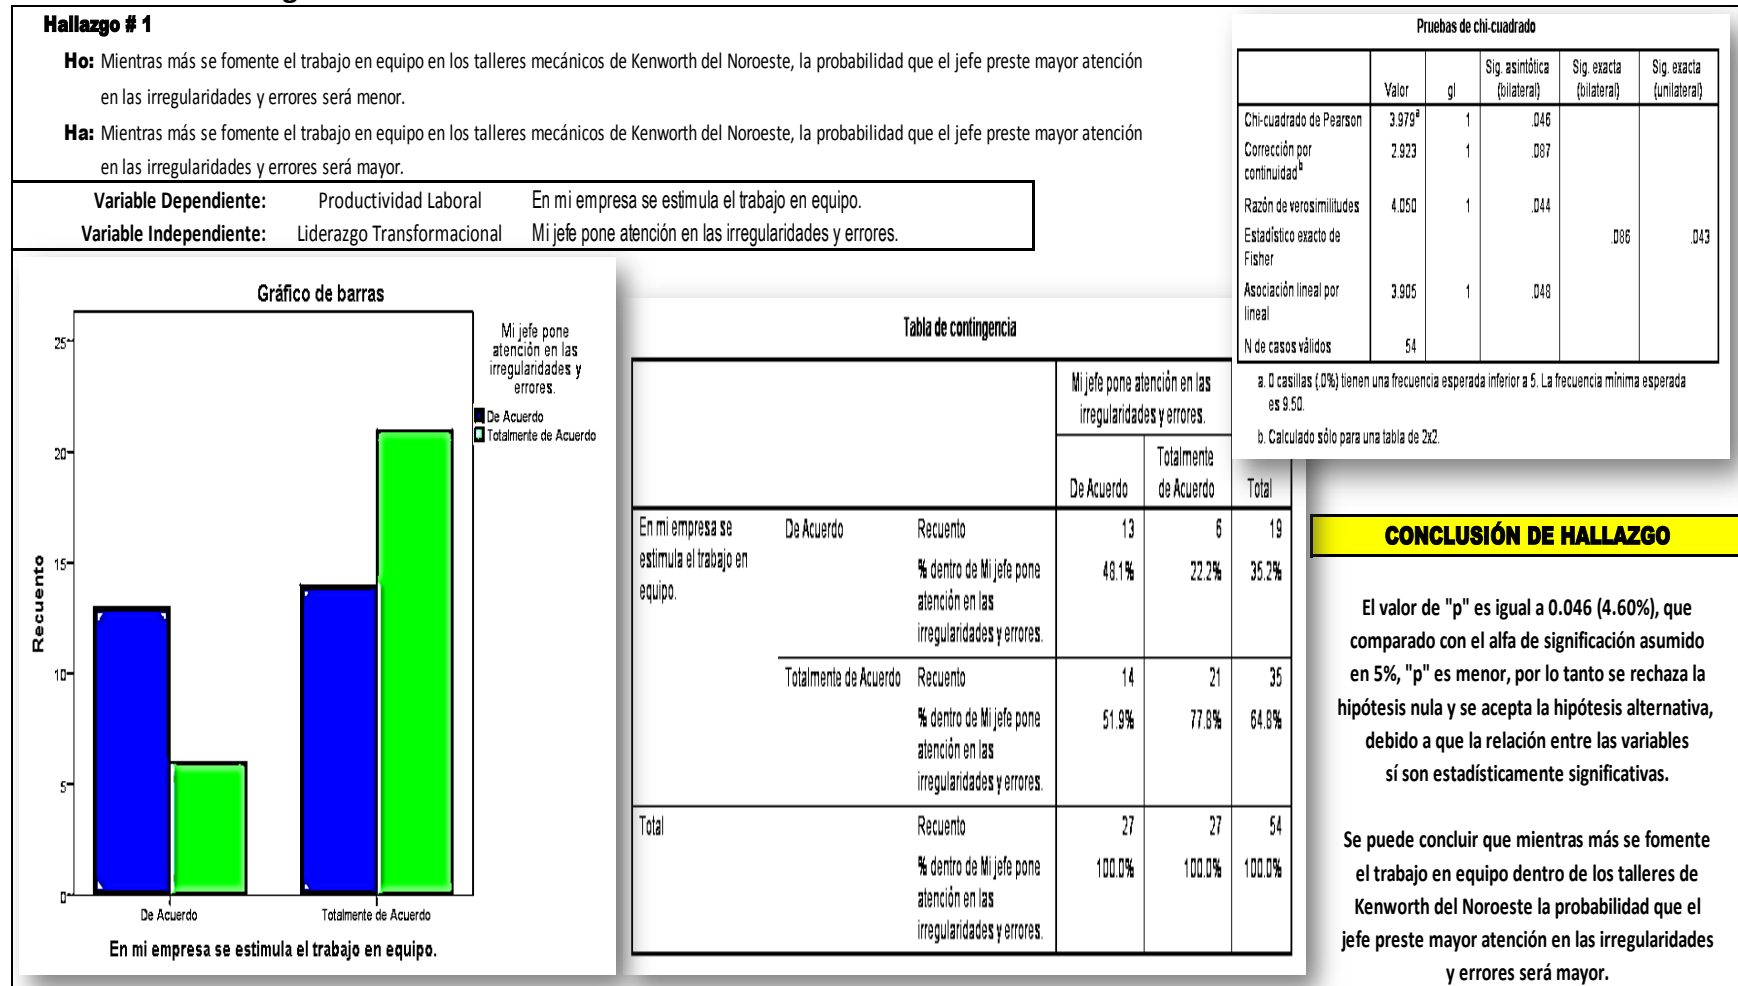 Hallazgo # 1
Ho: Mientras más se fomente el trabajo en equipo en los talleres mecánicos de Kenworth del Noroeste, la probabilidad que el jefe preste mayor atención
en las irregularidades y errores será menor.
Ha: Mientras más se fomente el trabajo en equipo en los talleres mecánicos de Kenworth del Noroeste, la probabilidad que el jefe preste mayor atención
en las irregularidades y errores será mayor.
Variable Dependiente: Productividad Laboral En mi empresa se estimula el trabajo en equipo.
Variable Independiente: Liderazgo Transformacional Mi jefe pone atención en las irregularidades y errores.
Pruebas de chi-cuadrado
Valor gl Sig. asintótica (bilateral) Sig. exacta (bilateral) Sig. exacta (unilateral)
Chi-cuadrado de Pearson 3.979a 1 .046
Corrección por
continuidadb 2.923 1 .087
Razón de verosimilitudes 4.050 1 .044
Estadístico exacto de
Fisher .086 .043
Asociación lineal por
lineal 3.905 1 .048
N de casos válidos 54
a. 0 casillas (.0%) tienen una frecuencia esperada inferior a 5. La frecuencia mínima esperada
es 9.50.
b. Calculado sólo para una tabla de 2x2.
Gráfico de barras
Mi jefe pone
atención en las
irregularidades y
errores.
De Acuerdo
Totalmente de Acuerdo
Recuento
25
20
15
10
5
0
De Acuerdo Totalmente de Acuerdo
En mi empresa se estimula el trabajo en equipo.
Tabla de contingencia
Mi jefe pone atención en las
irregularidades y errores.
De Acuerdo Totalmente de Acuerdo Total
En mi empresa se De Acuerdo Recuento 13 6 19
estimula el trabajo en
equipo.
% dentro de Mi jefe pone 48.1% 22.2% 35.2%
atención en las
irregularidades y errores.
Totalmente de Acuerdo Recuento 14 21 35
% dentro de Mi jefe pone 51.9% 77.8% 64.8%
atención en las
irregularidades y errores.
Total Recuento 27 27 54
% dentro de Mi jefe pone 100.0% 100.0% 100.0%
atención en las
irregularidades y errores.
CONCLUSIÓN DE HALLAZGO
El valor de "p" es igual a 0.046 (4.60%), que
comparado con el alfa de significación asumido
en 5%, "p" es menor, por lo tanto se rechaza la
hipótesis nula y se acepta la hipótesis alternativa,
debido a que la relación entre las variables
sí son estadísticamente significativas.
Se puede concluir que mientras más se fomente
el trabajo en equipo dentro de los talleres de
Kenworth del Noroeste la probabilidad que el
jefe preste mayor atención en las irregularidades
y errores será mayor.